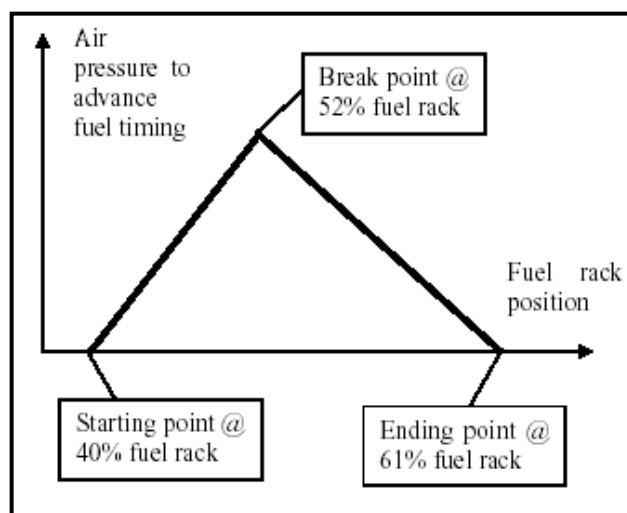 Air
pressure to
advance
fuel timing
Break point @
52% fuel rack
Fuel rack
position
Starting point @
40% fuel rack
Ending point @
61% fuel rack